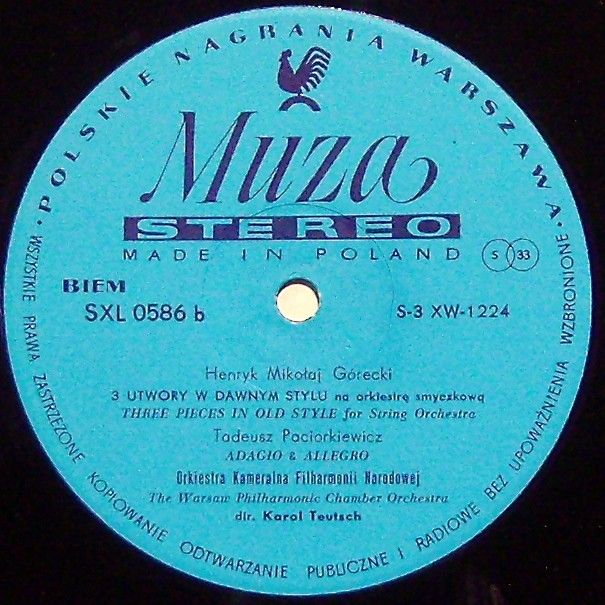 · POLSKIE NAGRANIA WARSZAWA ·
Muza
STEREO
MADE IN POLAND
S 33
BIEM
SXL 0586 b
S-3 XW-1224
Henryk Mikołaj Górecki
3 UTWORY W DAWNYM STYLU na orkiestrę smyczkową
THREE PIECES IN OLD STYLE for String Orchestra
Tadeusz Paciorkiewicz
ADAGIO & ALLEGRO
Orkiestra Kameralna Filharmonii Narodowej
The Warsaw Philharmonic Chamber Orchestra
dir. Karol Teutsch
WSZYSTKIE PRAWA ZASTRZEŻONE KOPIOWANIE ODTWARZANIE PUBLICZNE I RADIOWE BEZ UPOWAŻNIENIA WZBRONIONE